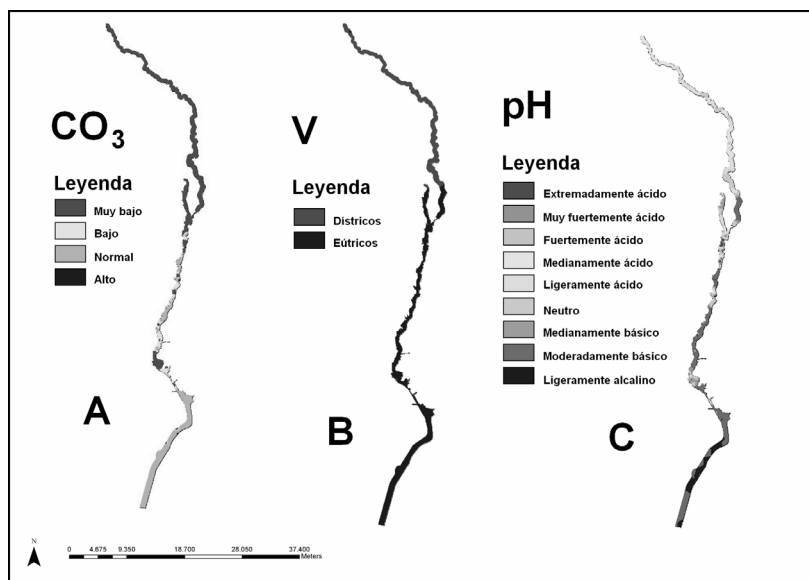 CO3
Leyenda
Muy bajo
Bajo
Normal
Alto
A
V
Leyenda
Distrícos
Eútricos
B
pH
Leyenda
Extremadamente ácido
Muy fuertemente ácido
Fuertemente ácido
Medianamente ácido
Ligeramente ácido
Neutro
Medianamente básico
Moderadamente básico
Ligeramente alcalino
C
N
0 4.675 9.350 18.700 28.050 37.400
Meters